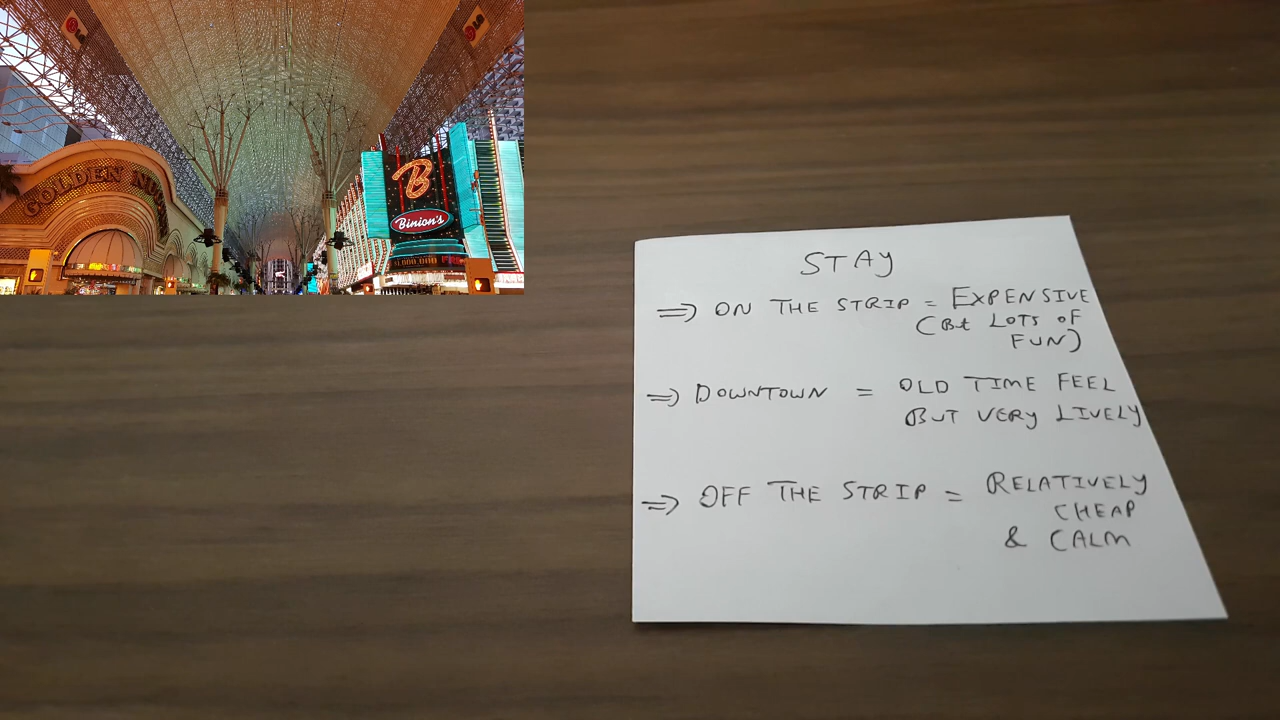 GOLDEN NU
B
Binion's
STAY
⇒ ON THE STRIP = EXPENSIVE
(But LOTS OF
FUN)
⇒ DOWNTOWN = OLD TIME FEEL
BUT VERY LIVELY
⇒ OFF THE STRIP = RELATIVELY
CHEAP
& CALM